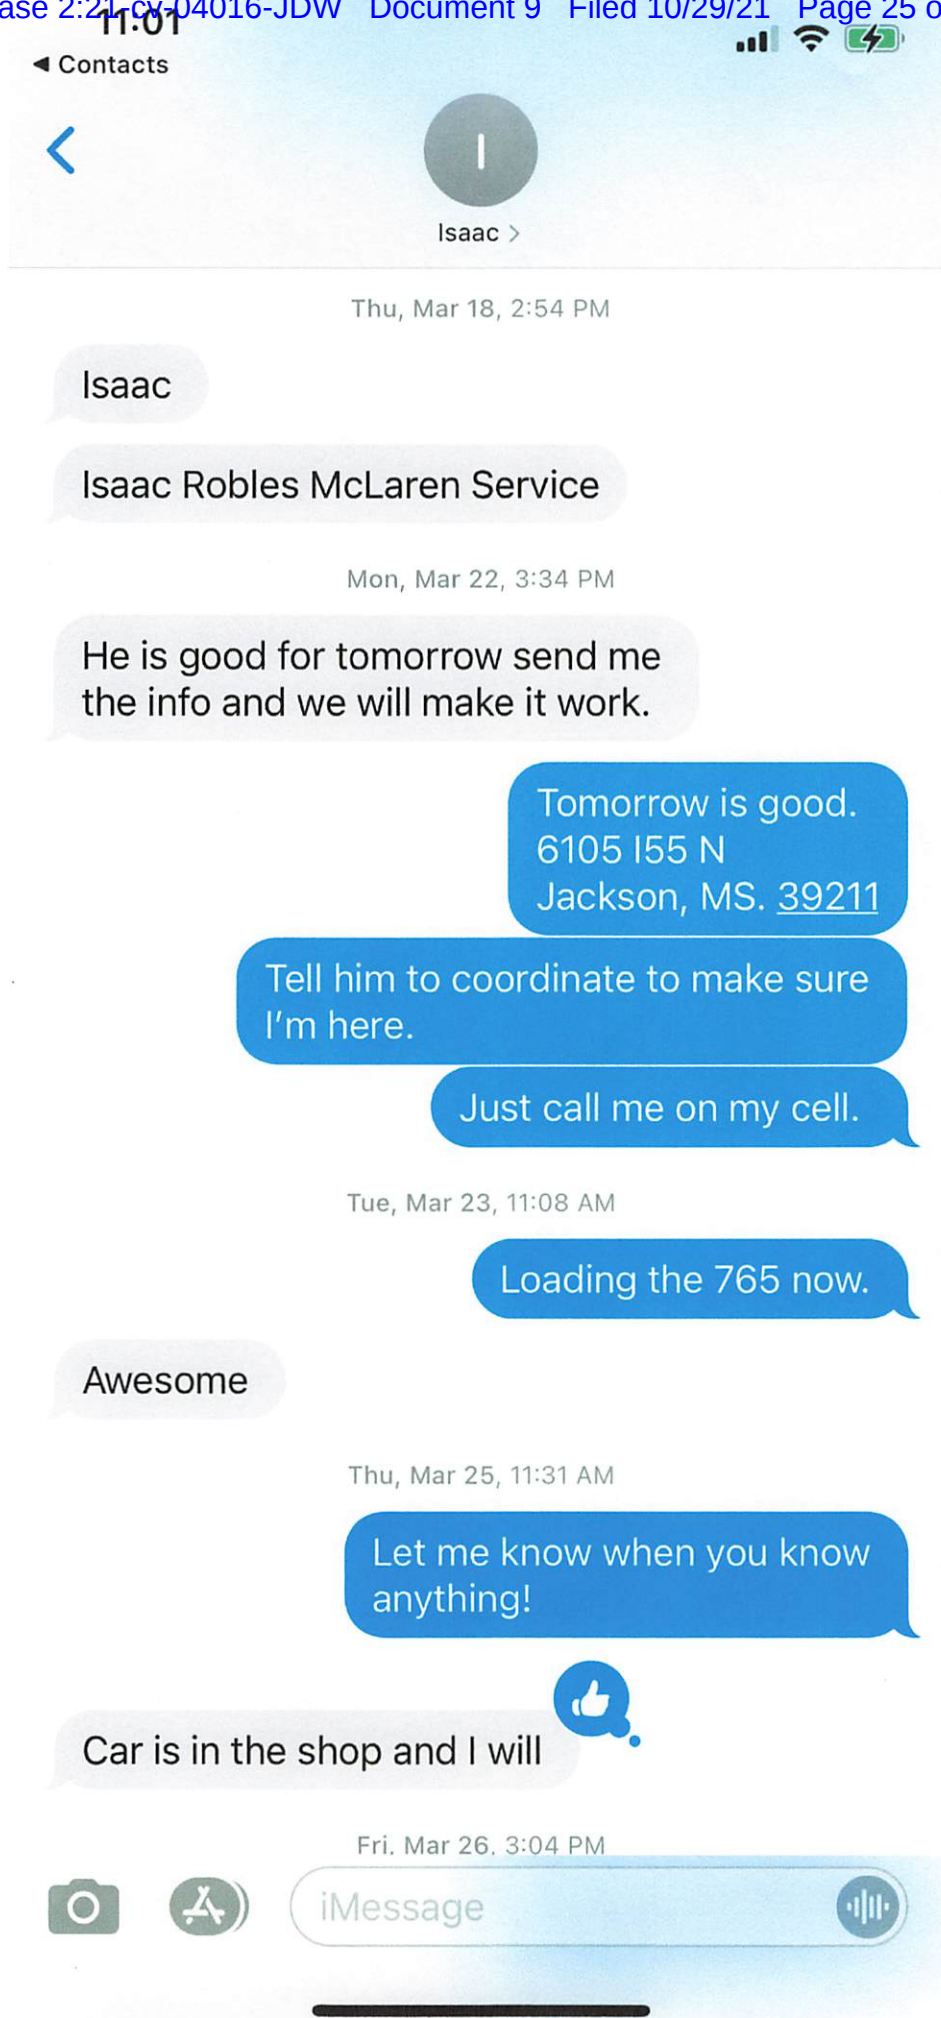 ase 2:21-cv-04016-JDW Document 9 Filed 10/29/21 Page 25 o
11:01
◀ Contacts
I
Isaac >
Thu, Mar 18, 2:54 PM
Isaac
Isaac Robles McLaren Service
Mon, Mar 22, 3:34 PM
He is good for tomorrow send me
the info and we will make it work.
Tomorrow is good.
6105 I55 N
Jackson, MS. 39211
Tell him to coordinate to make sure
I'm here.
Just call me on my cell.
Tue, Mar 23, 11:08 AM
Loading the 765 now.
Awesome
Thu, Mar 25, 11:31 AM
Let me know when you know
anything!
Car is in the shop and I will
Fri. Mar 26. 3:04 PM
iMessage